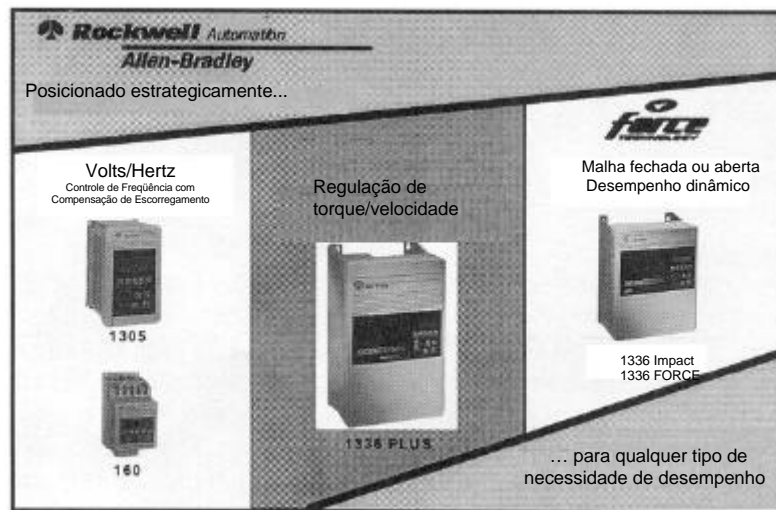 Rockwell Automation
Allen-Bradley
Posicionado estrategicamente...
Volts/Hertz
Controle de Freqüência com
Compensação de Escorregamento
1305
160
Regulação de
torque/velocidade
1336 PLUS
force
TECHNOLOGY
Malha fechada ou aberta
Desempenho dinâmico
1336 Impact
1336 FORCE
… para qualquer tipo de
necessidade de desempenho